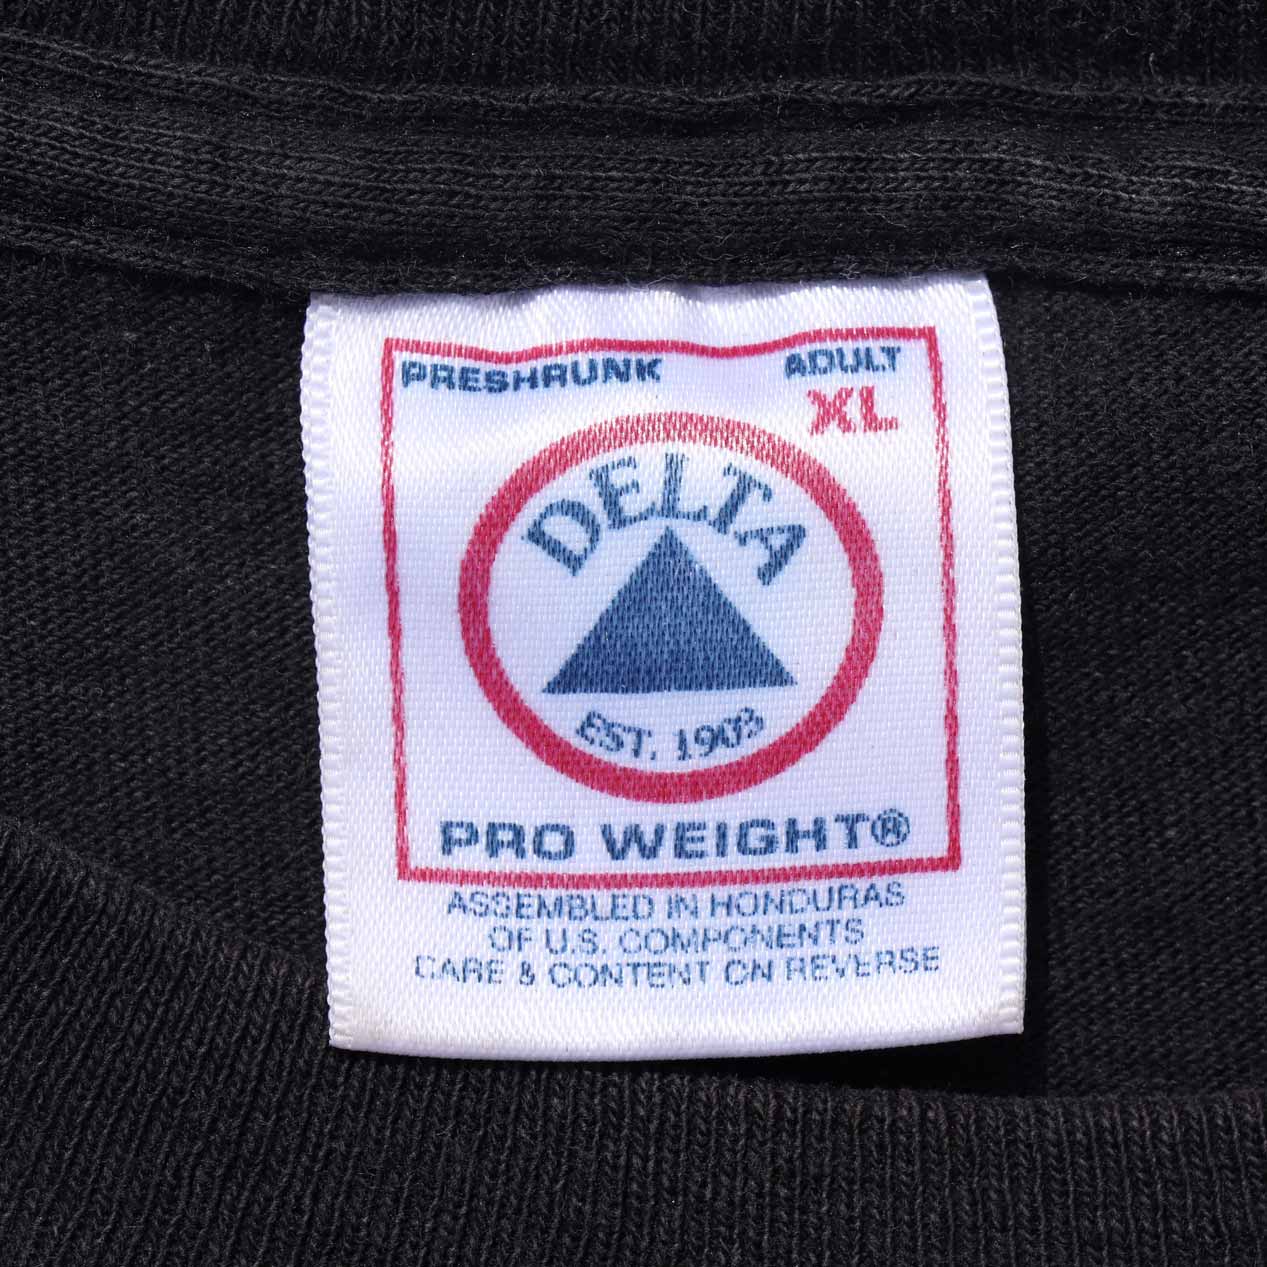 PRESHRUNK ADULT
XL
DELTA
EST. 1903
PRO WEIGHT®
ASSEMBLED IN HONDURAS
OF U.S. COMPONENTS
CARE & CONTENT ON REVERSE